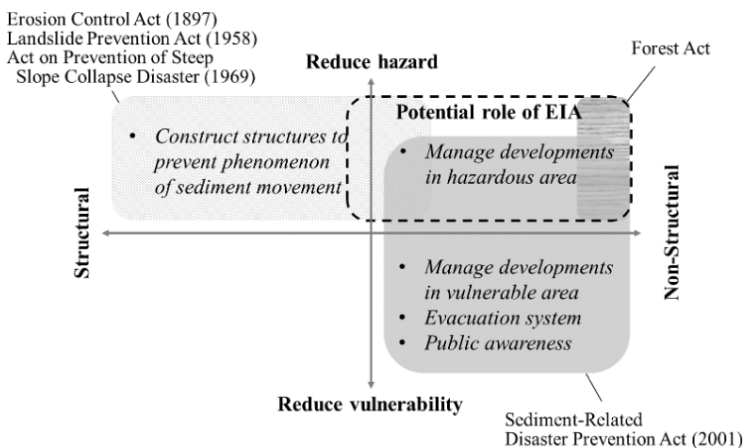 Erosion Control Act (1897)
Landslide Prevention Act (1958)
Act on Prevention of Steep
Slope Collapse Disaster (1969)
Reduce hazard
Forest Act
Potential role of EIA
• Construct structures to
prevent phenomenon
of sediment movement
• Manage developments
in hazardous area
Structural
Non-Structural
• Manage developments
in vulnerable area
• Evacuation system
• Public awareness
Reduce vulnerability
Sediment-Related
Disaster Prevention Act (2001)